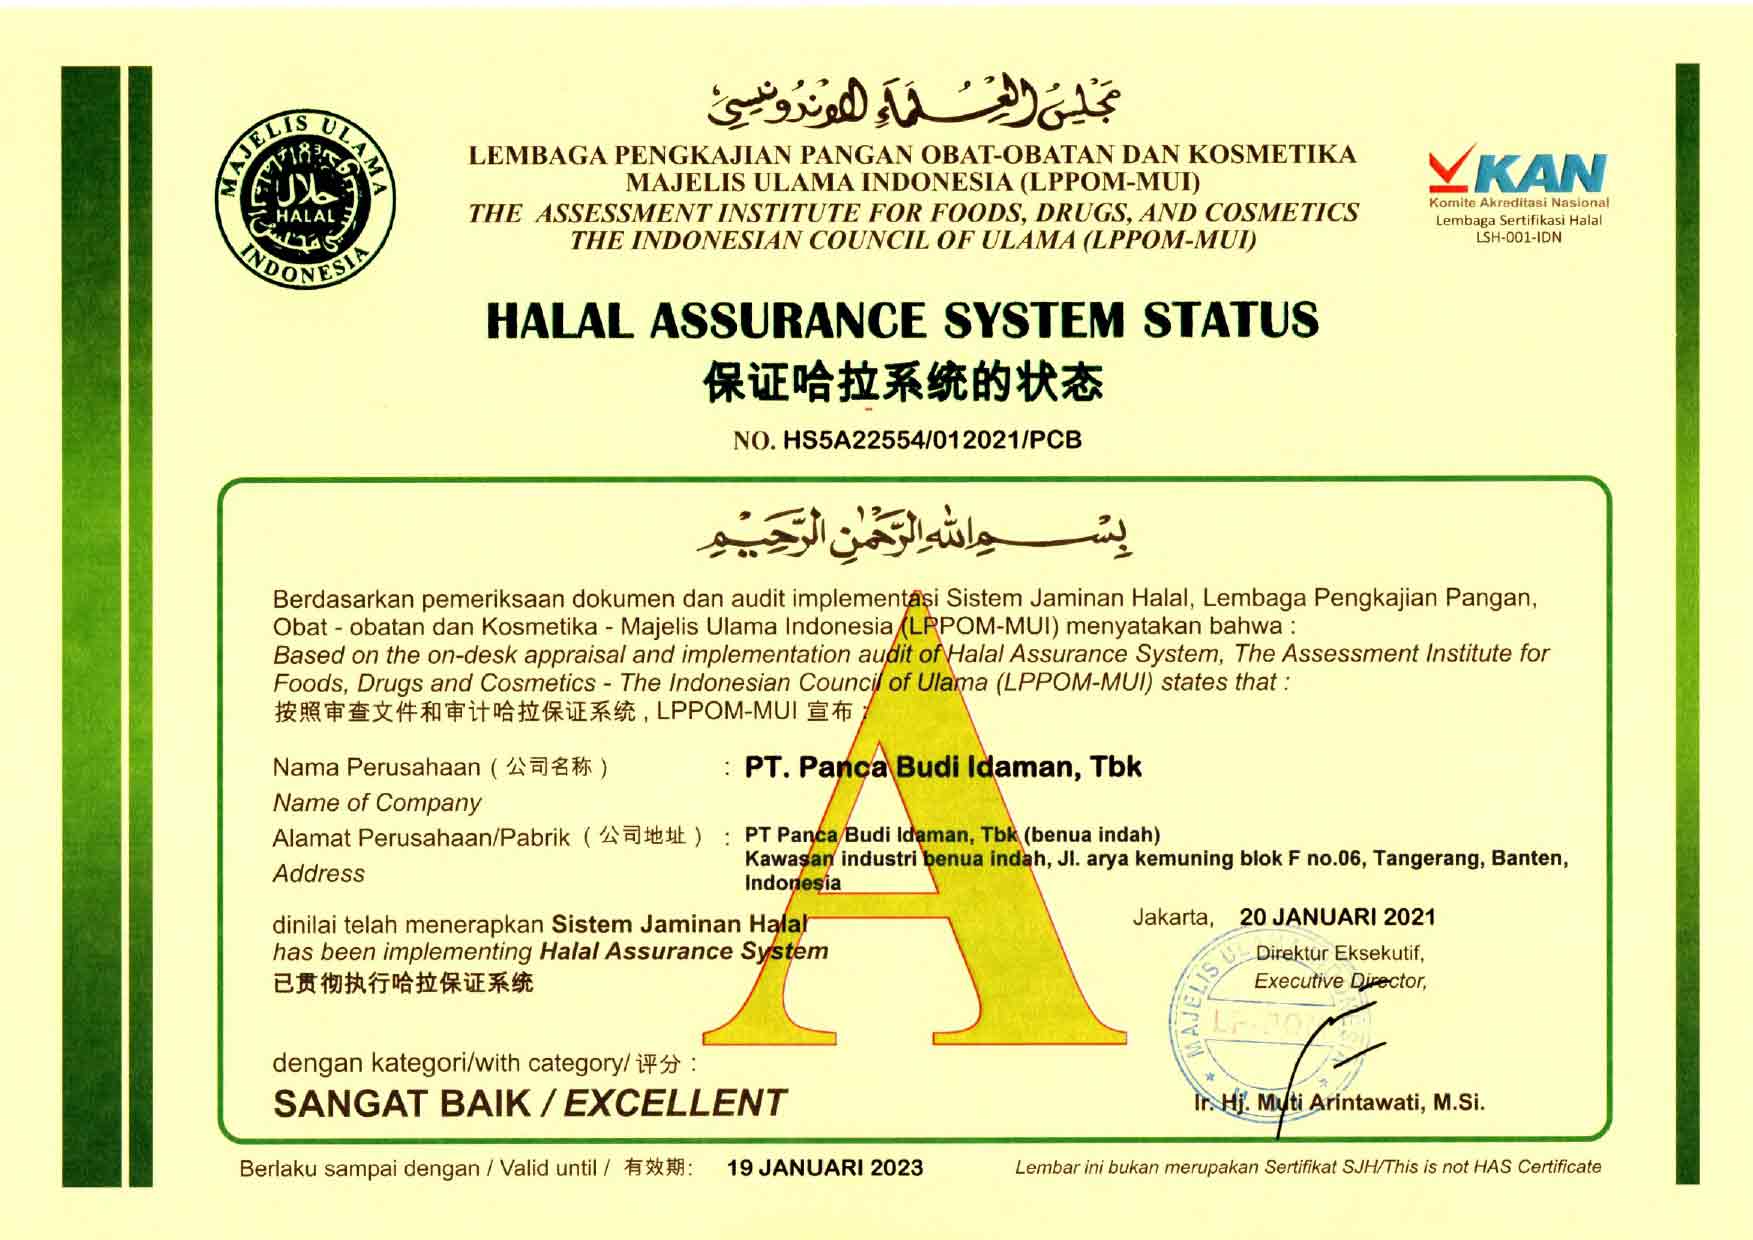 مجلس العلماء الاندونيسي
MAJELIS ULAMA
حلال
HALAL
INDONESIA
LEMBAGA PENGKAJIAN PANGAN OBAT-OBATAN DAN KOSMETIKA
MAJELIS ULAMA INDONESIA (LPPOM-MUI)
THE ASSESSMENT INSTITUTE FOR FOODS, DRUGS, AND COSMETICS
THE INDONESIAN COUNCIL OF ULAMA (LPPOM-MUI)
KAN
Komite Akreditasi Nasional
Lembaga Sertifikasi Halal
LSH-001-IDN
HALAL ASSURANCE SYSTEM STATUS
保证哈拉系统的状态
NO. HS5A22554/012021/PCB
بِسْمِ اللهِ الرَّحْمٰنِ الرَّحِيْمِ
Berdasarkan pemeriksaan dokumen dan audit implementasi Sistem Jaminan Halal, Lembaga Pengkajian Pangan,
Obat - obatan dan Kosmetika - Majelis Ulama Indonesia (LPPOM-MUI) menyatakan bahwa :
Based on the on-desk appraisal and implementation audit of Halal Assurance System, The Assessment Institute for
Foods, Drugs and Cosmetics - The Indonesian Council of Ulama (LPPOM-MUI) states that :
按照审查文件和审计哈拉保证系统 , LPPOM-MUI 宣布 :
Nama Perusahaan ( 公司名称 ) : PT. Panca Budi Idaman, Tbk
Name of Company
Alamat Perusahaan/Pabrik ( 公司地址 ) : PT Panca Budi Idaman, Tbk (benua indah)
Address
Kawasan industri benua indah, Jl. arya kemuning blok F no.06, Tangerang, Banten,
Indonesia
A
dinilai telah menerapkan Sistem Jaminan Halal
has been implementing Halal Assurance System
已贯彻执行哈拉保证系统
dengan kategori/with category/ 评分 :
SANGAT BAIK / EXCELLENT
Jakarta, 20 JANUARI 2021
Direktur Eksekutif,
Executive Director,
Ir. Hj. Muti Arintawati, M.Si.
Berlaku sampai dengan / Valid until / 有效期: 19 JANUARI 2023
Lembar ini bukan merupakan Sertifikat SJH/This is not HAS Certificate